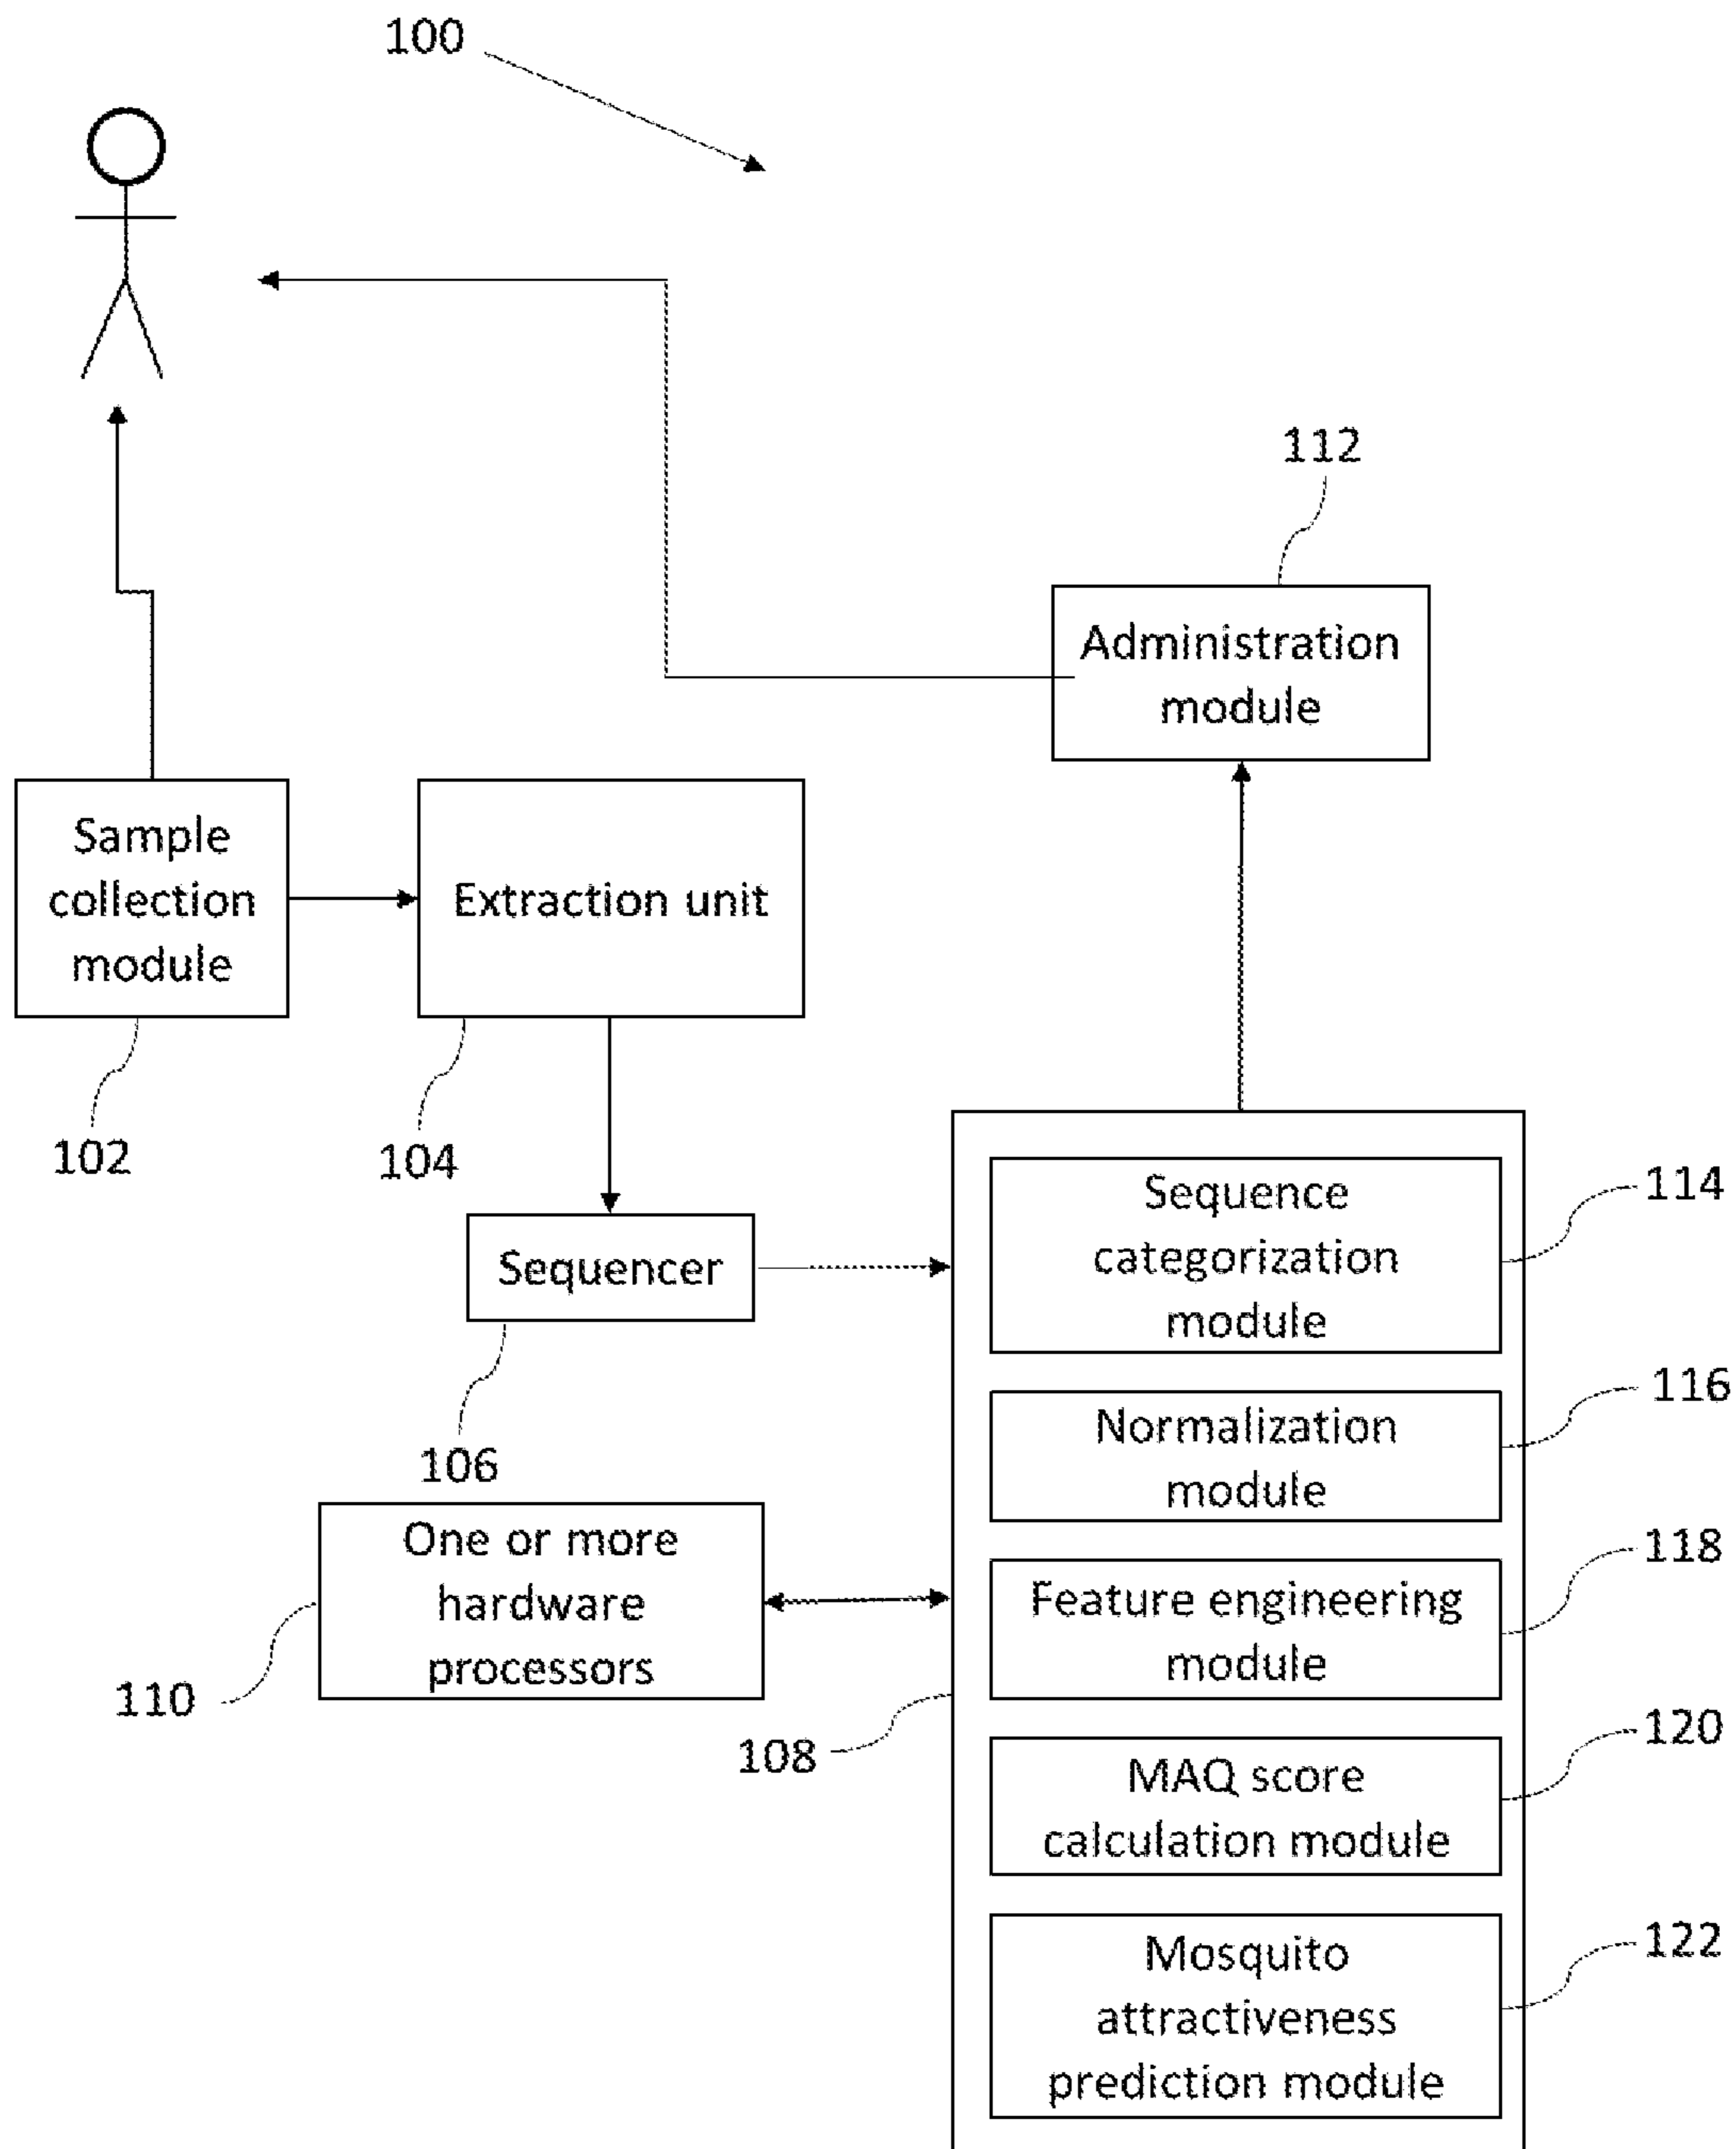 100
112
Administration
module
Sample
collection
module
Extraction unit
102
104
Sequencer
106
One or more
hardware
processors
110
108
Sequence
categorization
module
114
Normalization
module
116
Feature engineering
module
118
MAQ score
calculation module
120
Mosquito
attractiveness
prediction module
122